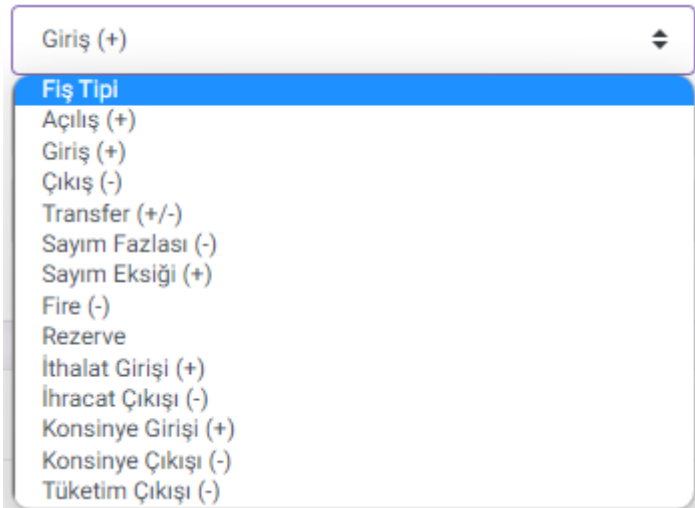 Giriş (+)
Fiş Tipi
Açılış (+)
Giriş (+)
Çıkış (-)
Transfer (+/-)
Sayım Fazlası (-)
Sayım Eksiği (+)
Fire (-)
Rezerve
İthalat Girişi (+)
İhracat Çıkışı (-)
Konsinye Girişi (+)
Konsinye Çıkışı (-)
Tüketim Çıkışı (-)